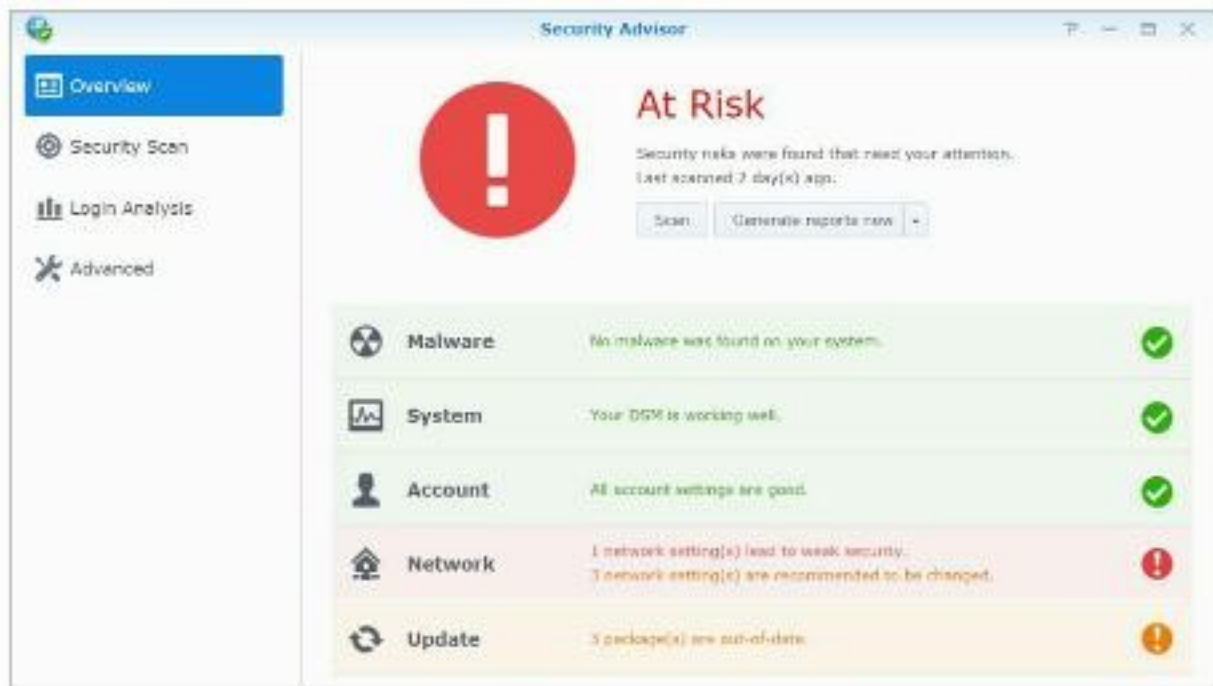 Security Advisor
Overview
Security Scan
Login Analysis
Advanced
At Risk
Security risks were found that need your attention.
Last scanned day(s) ago.
Scan
Generate reports now
Malware
No malware was found on your system.
System
Your DSM is working well.
Account
All account settings are good.
Network
1 network setting(s) lead to weak security.
3 network setting(s) are recommended to be changed.
Update
package(s) are out-of-date.